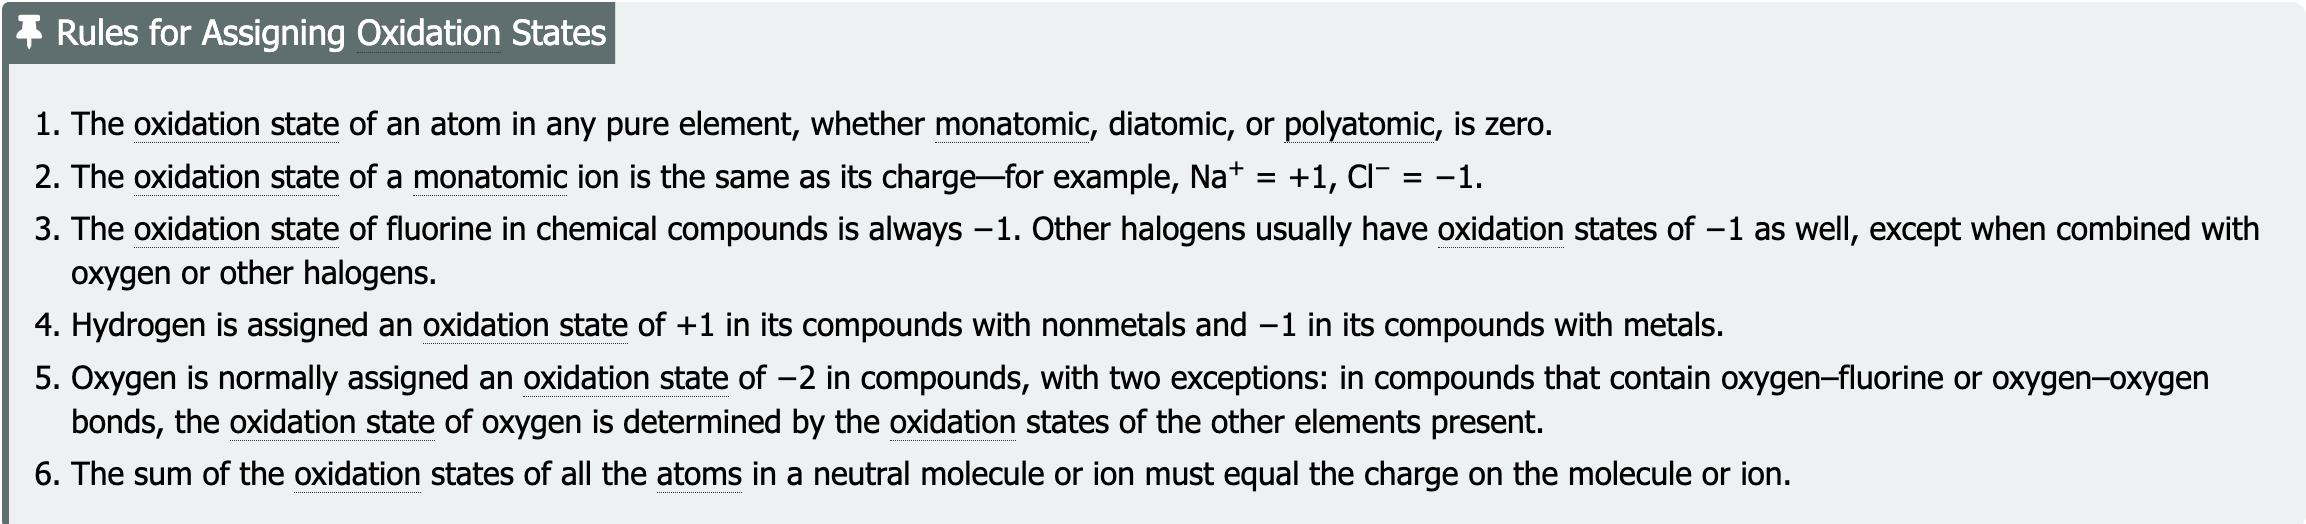 Rules for Assigning Oxidation States
1. The oxidation state of an atom in any pure element, whether monatomic, diatomic, or polyatomic, is zero.
2. The oxidation state of a monatomic ion is the same as its charge—for example, Na⁺ = +1, Cl⁻ = −1.
3. The oxidation state of fluorine in chemical compounds is always −1. Other halogens usually have oxidation states of −1 as well, except when combined with
oxygen or other halogens.
4. Hydrogen is assigned an oxidation state of +1 in its compounds with nonmetals and −1 in its compounds with metals.
5. Oxygen is normally assigned an oxidation state of −2 in compounds, with two exceptions: in compounds that contain oxygen–fluorine or oxygen–oxygen
bonds, the oxidation state of oxygen is determined by the oxidation states of the other elements present.
6. The sum of the oxidation states of all the atoms in a neutral molecule or ion must equal the charge on the molecule or ion.